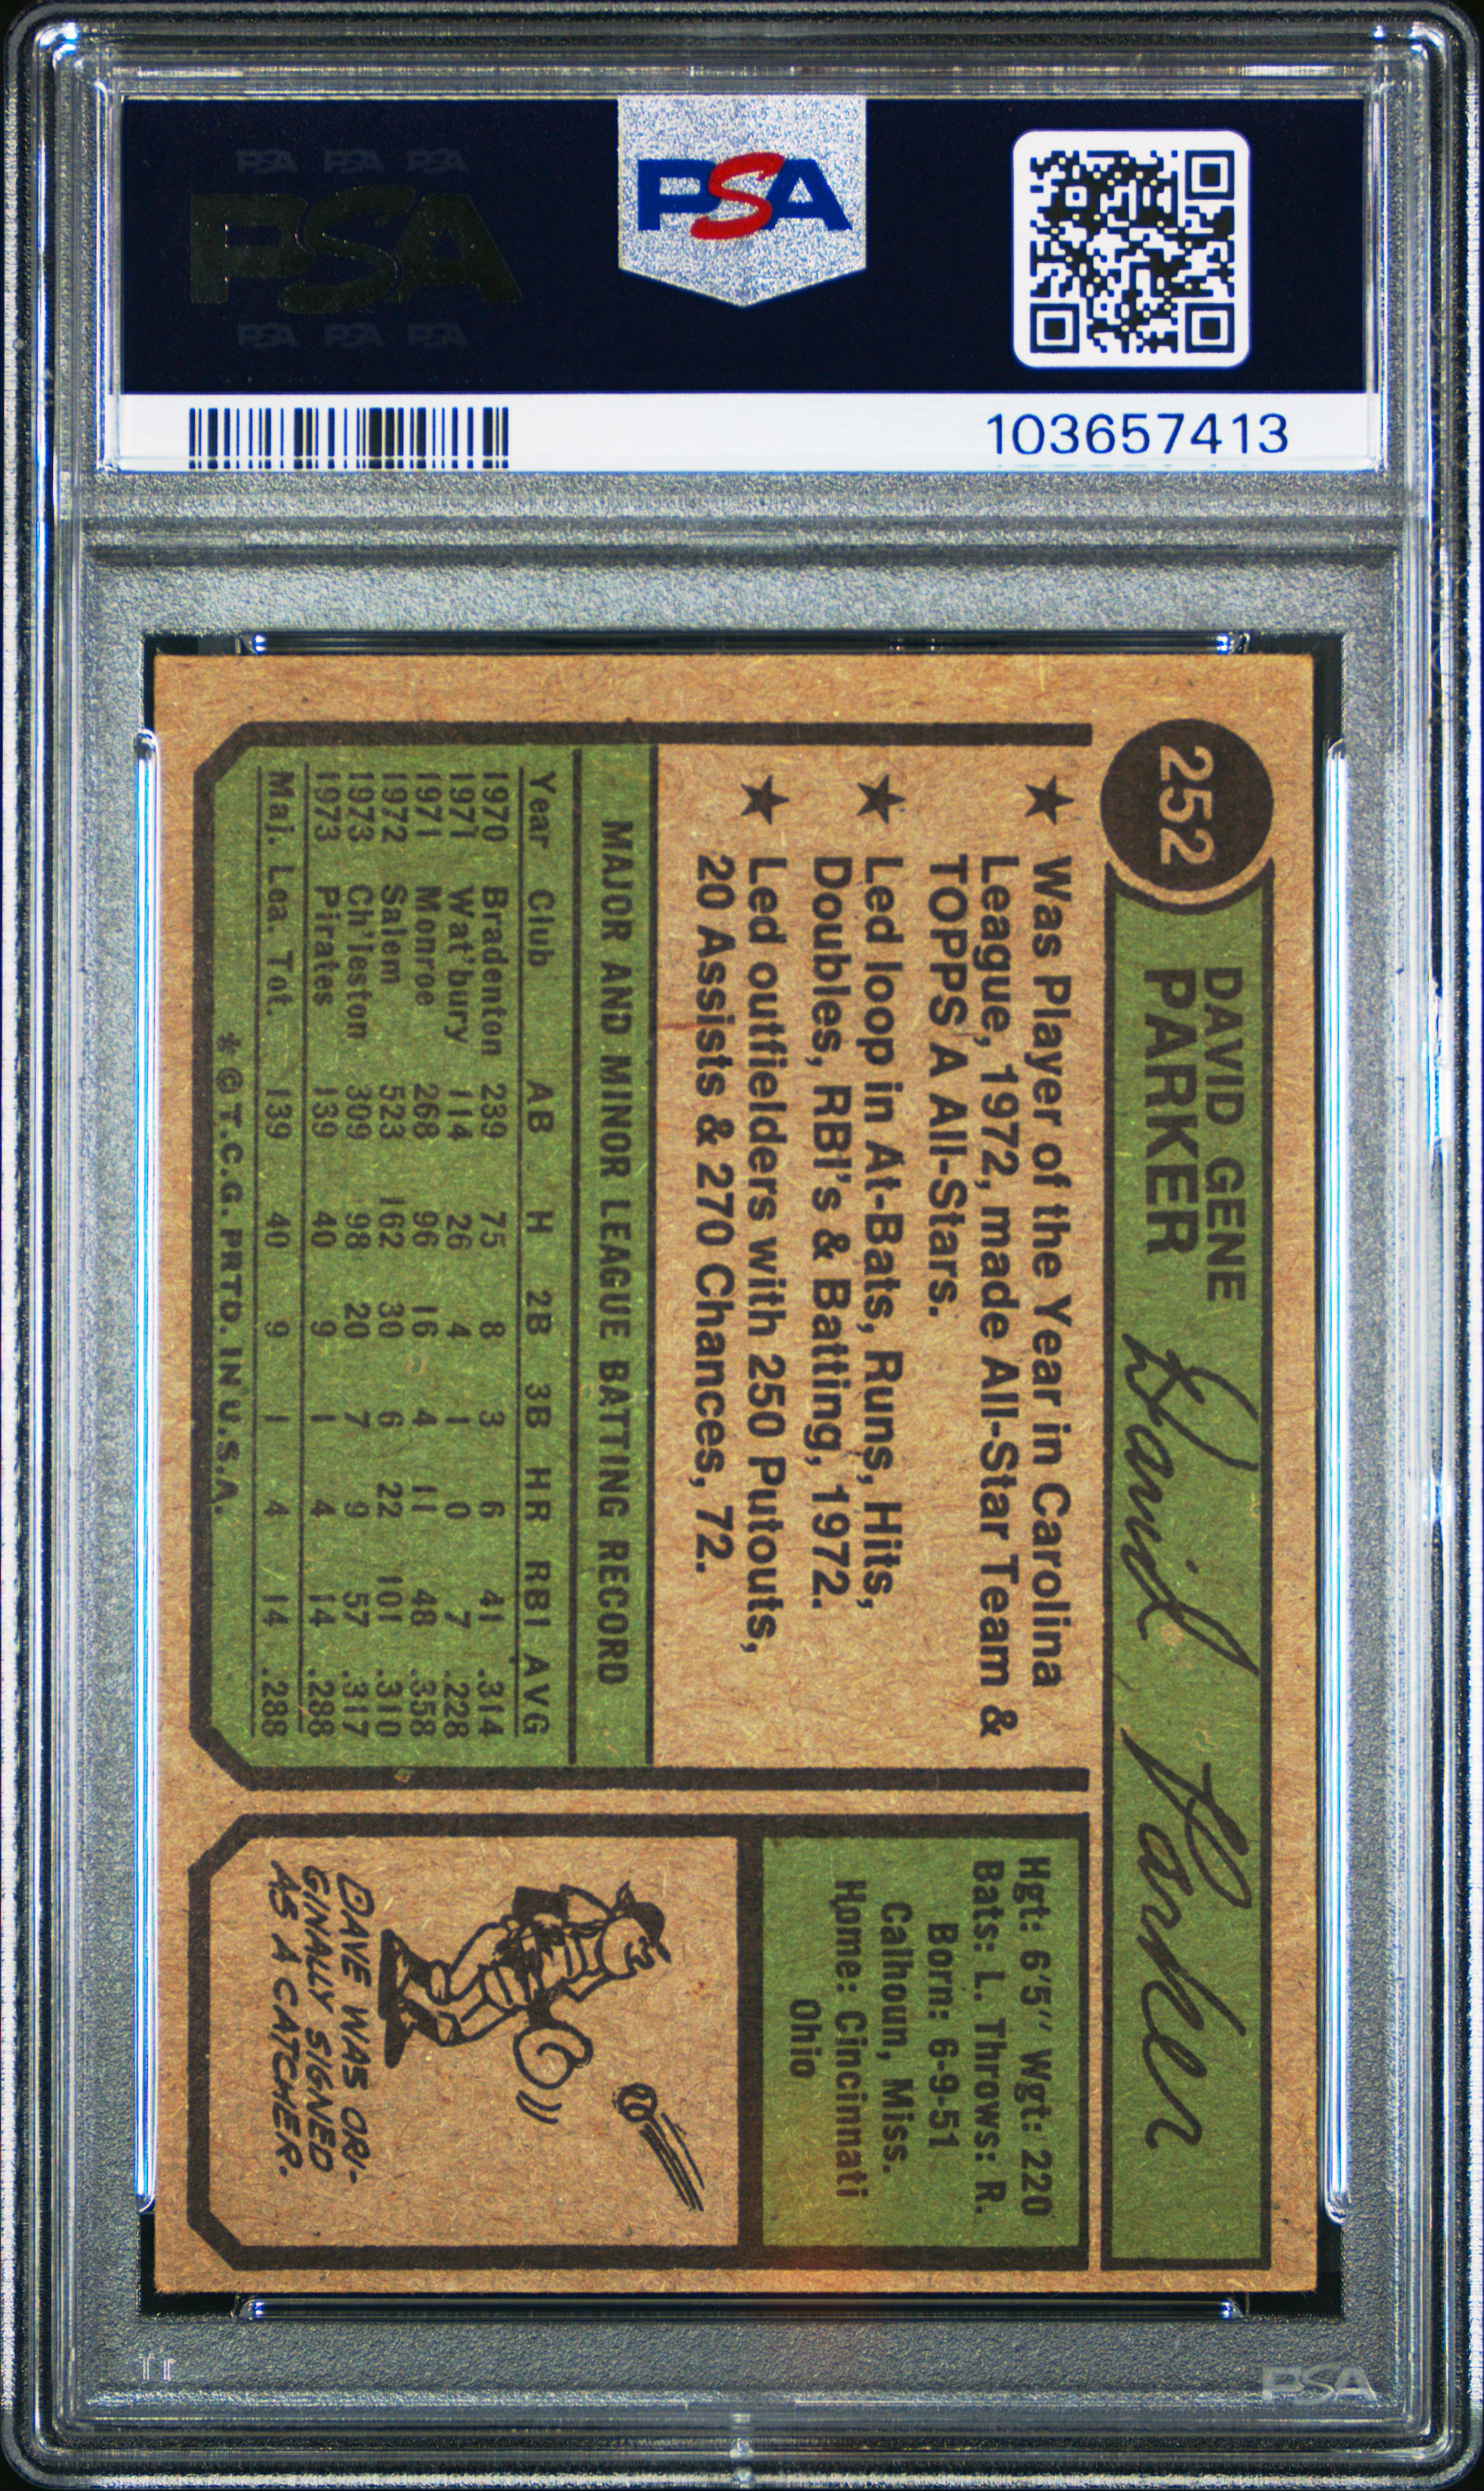 PSA PSA PSA
PSA
PSA PSA PSA
PSA
103657413
252
DAVID GENE
PARKER
David Parker
★ Was Player of the Year in Carolina
League, 1972, made All-Star Team &
TOPPS A All-Stars.
★ Led loop in At-Bats, Runs, Hits,
Doubles, RBI's & Batting, 1972.
★ Led outfielders with 250 Putouts,
20 Assists & 270 Chances, 72.
MAJOR AND MINOR LEAGUE BATTING RECORD
Year Club AB H 2B 3B HR RBI AVG
1970 Bradenton 239 75 8 3 6 41 .314
1971 Wat'bury 114 26 4 1 0 7 .228
1971 Monroe 268 96 16 4 11 48 .358
1972 Salem 523 162 30 6 22 101 .310
1973 Ch'leston 309 98 20 7 9 57 .317
1973 Pirates 139 40 9 1 4 14 .288
Maj. Lea. Tot. 139 40 9 1 4 14 .288
* © T.C.G. PRTD. IN U.S.A.
Hgt: 6'5" Wgt: 220
Bats: L. Throws: R.
Born: 6-9-51
Calhoun, Miss.
Home: Cincinnati
Ohio
DAVE WAS ORI-
GINALLY SIGNED
AS A CATCHER.
PSA